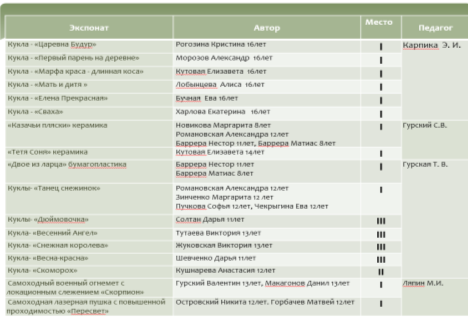 Экспонат Автор Место Педагог
Кукла - «Царевна Будур» Рогозина Кристина 16лет I Карпика Э. И.
Кукла - «Первый парень на деревне» Морозов Александр 16лет I
Кукла - «Марфа краса - длинная коса» Кутовая Елизавета 16лет I
Кукла - «Мать и дитя » Лобынцева Алиса 16лет I
Кукла - «Елена Прекрасная» Бучная Ева 16лет I
Кукла - «Сваха» Харлова Екатерина 16лет I
«Казачьи пляски» керамика Новикова Маргарита 8лет I Гурский С.В.
Романовская Александра 12лет
Баррера Нестор 11лет, Баррера Матиас 8лет
«Тетя Соня» керамика Кутовая Елизавета 14лет I
«Двое из ларца» бумагопластика Баррера Нестор 11лет I Гурская Т. В.
Баррера Матиас 8лет
Куклы- «Танец снежинок» Романовская Александра 12лет I
Зинченко Маргарита 12 лет
Пучкова Софья 12лет, Чекрыгина Ева 12лет
Куклы- «Дюймовочка» Солтан Дарья 11лет III
Кукла- «Весенний Ангел» Тутаева Виктория 13лет III
Кукла- «Снежная королева» Жуковская Виктория 13лет III
Кукла- «Весна-красна» Шевченко Дарья 11лет III
Кукла- «Скоморох» Кушнарева Анастасия 12лет II
Самоходный военный огнемет с I Ляпин М.И.
локационным слежением «Скорпион» Гурский Валентин 13лет, Макагонов Данил 13лет
Самоходная лазерная пушка с повышенной I
проходимостью «Пересвет» Островский Никита 12лет. Горбачев Матвей 12лет